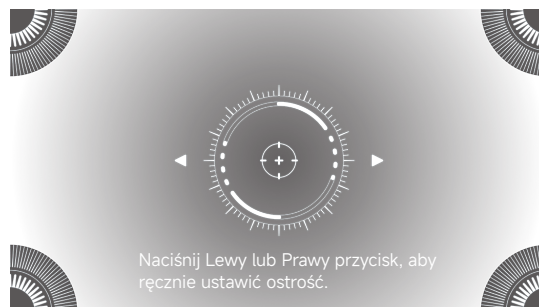 Naciśnij Lewy lub Prawy przycisk, aby
ręcznie ustawić ostrość.